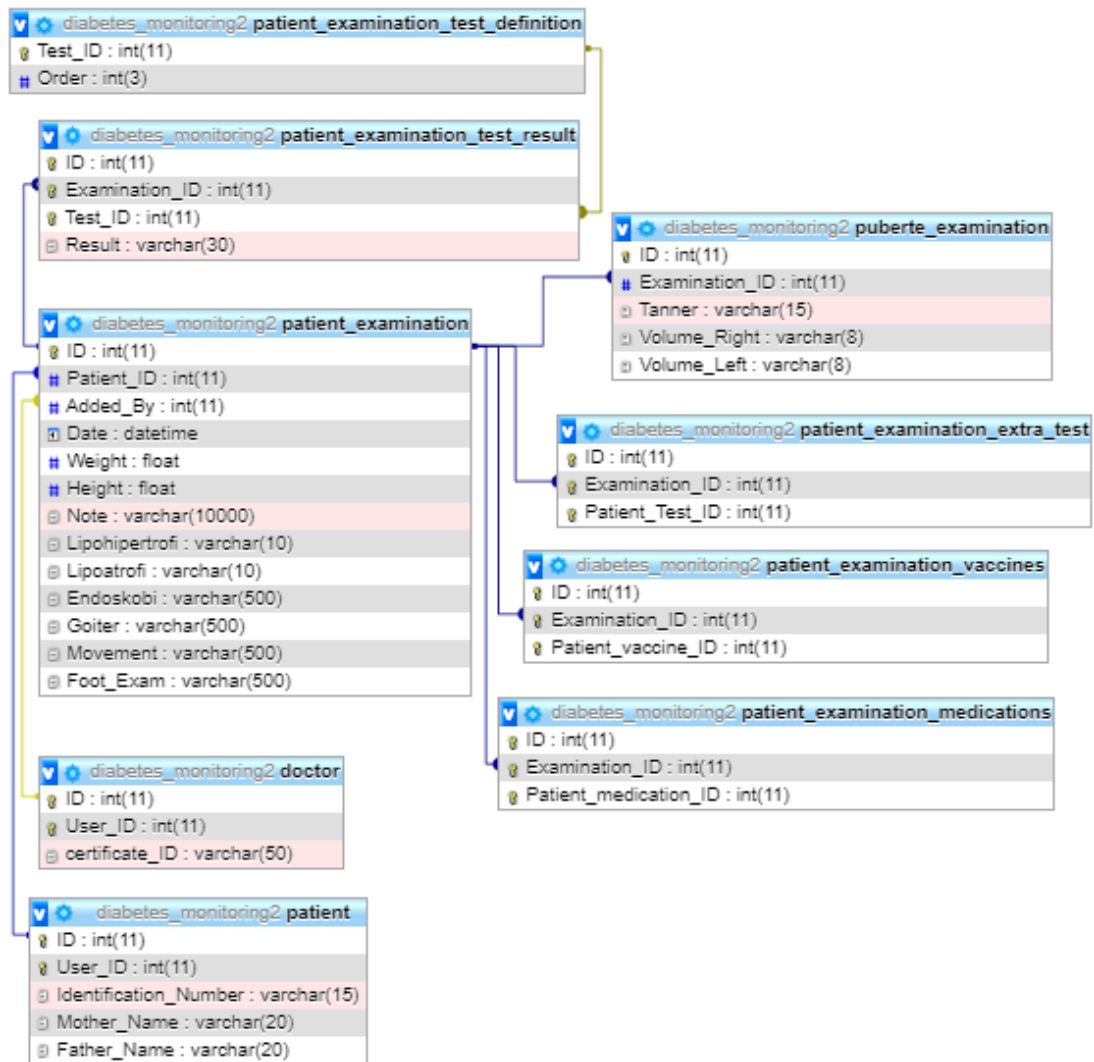 diabetes_monitoring2 patient_examination_test_definition
Test_ID : int(11)
Order : int(3)
diabetes_monitoring2 patient_examination_test_result
ID : int(11)
Examination_ID : int(11)
Test_ID : int(11)
Result : varchar(30)
diabetes_monitoring2 puberte_examination
ID : int(11)
Examination_ID : int(11)
Tanner : varchar(15)
Volume_Right : varchar(8)
Volume_Left : varchar(8)
diabetes_monitoring2 patient_examination
ID : int(11)
Patient_ID : int(11)
Added_By : int(11)
Date : datetime
Weight : float
Height : float
Note : varchar(10000)
Lipohipertrofi : varchar(10)
Lipoatrofi : varchar(10)
Endoskobi : varchar(500)
Goiter : varchar(500)
Movement : varchar(500)
Foot_Exam : varchar(500)
diabetes_monitoring2 patient_examination_extra_test
ID : int(11)
Examination_ID : int(11)
Patient_Test_ID : int(11)
diabetes_monitoring2 patient_examination_vaccines
ID : int(11)
Examination_ID : int(11)
Patient_vaccine_ID : int(11)
diabetes_monitoring2 patient_examination_medications
ID : int(11)
Examination_ID : int(11)
Patient_medication_ID : int(11)
diabetes_monitoring2 doctor
ID : int(11)
User_ID : int(11)
certificate_ID : varchar(50)
diabetes_monitoring2 patient
ID : int(11)
User_ID : int(11)
Identification_Number : varchar(15)
Mother_Name : varchar(20)
Father_Name : varchar(20)